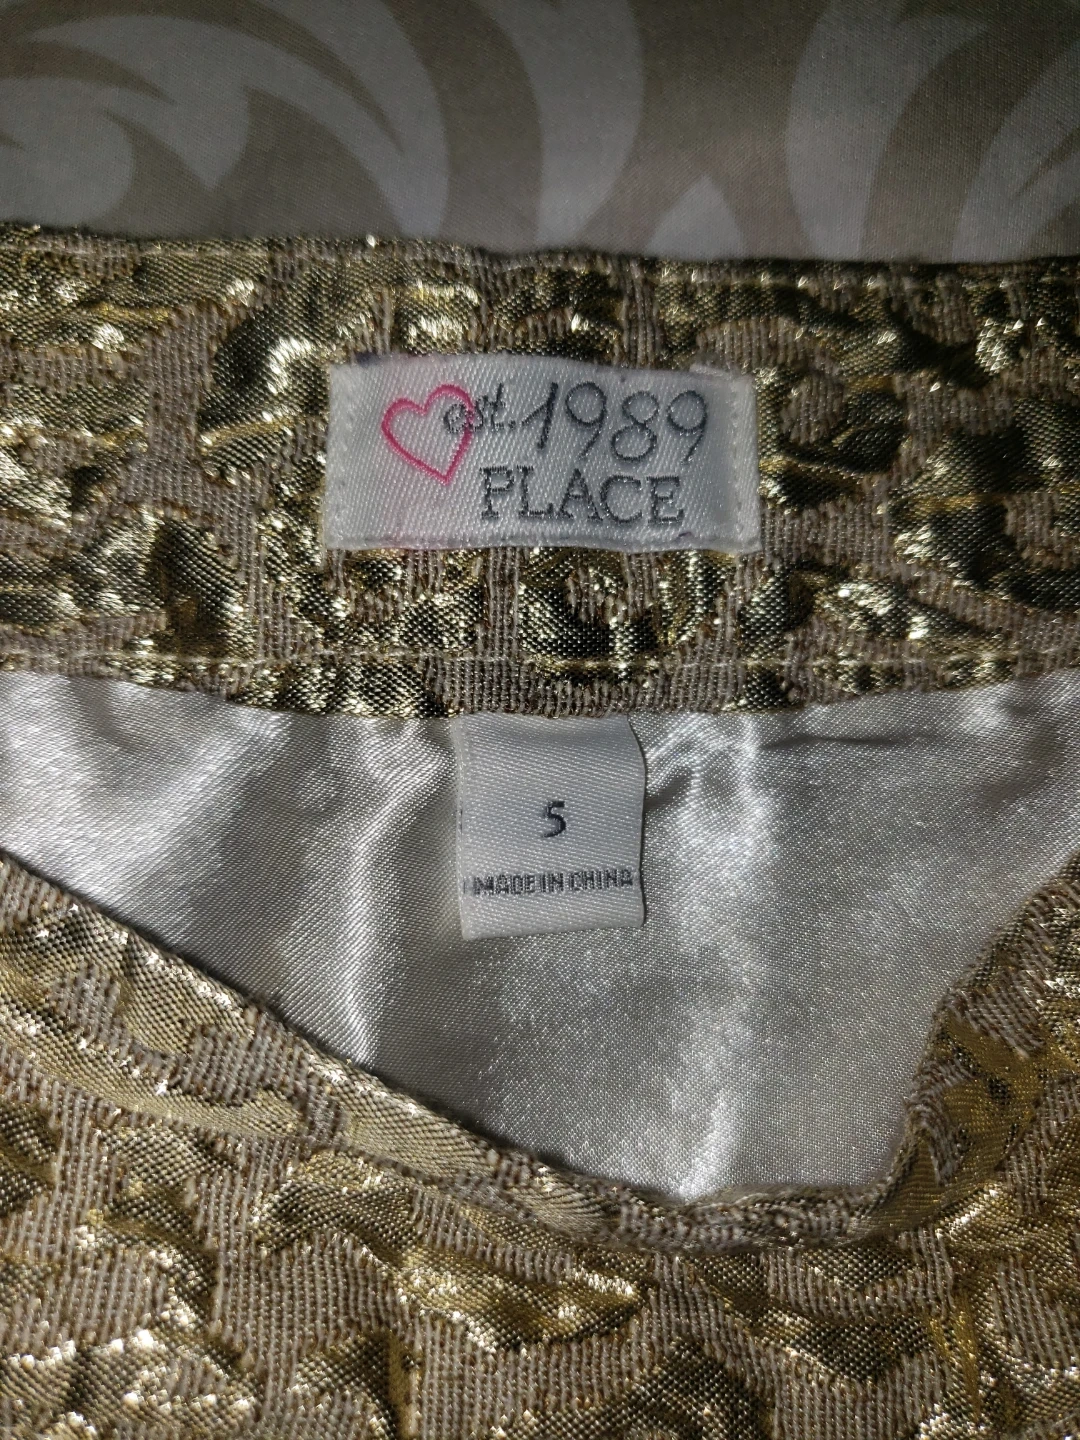 est. 1989
PLACE
5
MADE IN CHINA